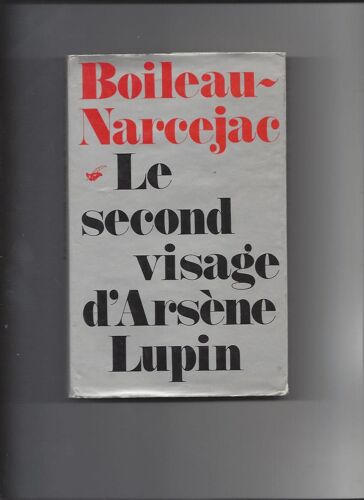 Boileau-
Narcejac
Le
second
visage
d'Arsène
Lupin